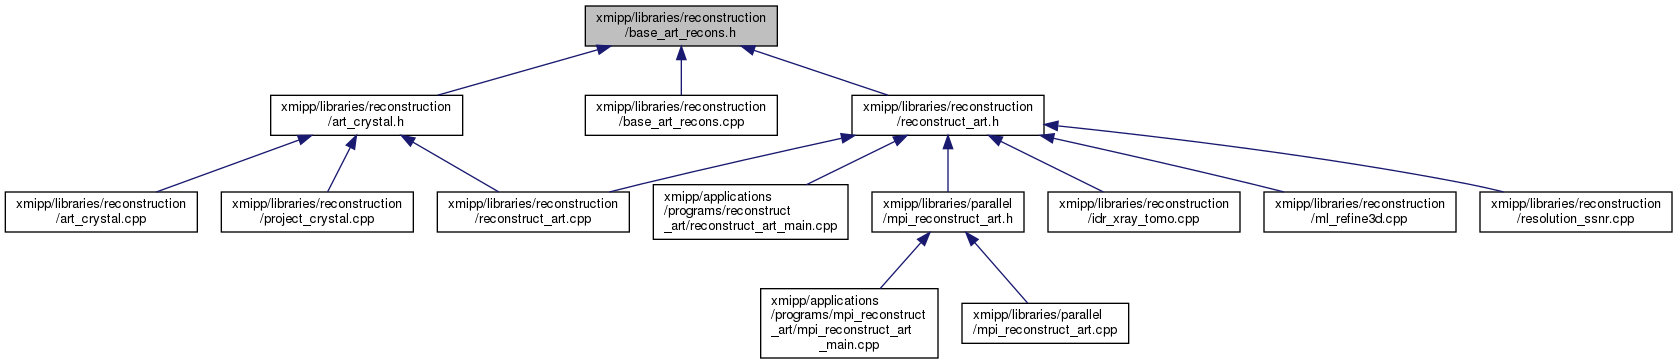 xmipp/libraries/reconstruction
/base_art_recons.h
xmipp/libraries/reconstruction
/art_crystal.h
xmipp/libraries/reconstruction
/base_art_recons.cpp
xmipp/libraries/reconstruction
/reconstruct_art.h
xmipp/libraries/reconstruction
/art_crystal.cpp
xmipp/libraries/reconstruction
/project_crystal.cpp
xmipp/libraries/reconstruction
/reconstruct_art.cpp
xmipp/applications
/programs/reconstruct
_art/reconstruct_art_main.cpp
xmipp/libraries/parallel
/mpi_reconstruct_art.h
xmipp/libraries/reconstruction
/idr_xray_tomo.cpp
xmipp/libraries/reconstruction
/ml_refine3d.cpp
xmipp/libraries/reconstruction
/resolution_ssnr.cpp
xmipp/applications
/programs/mpi_reconstruct
_art/mpi_reconstruct_art
_main.cpp
xmipp/libraries/parallel
/mpi_reconstruct_art.cpp